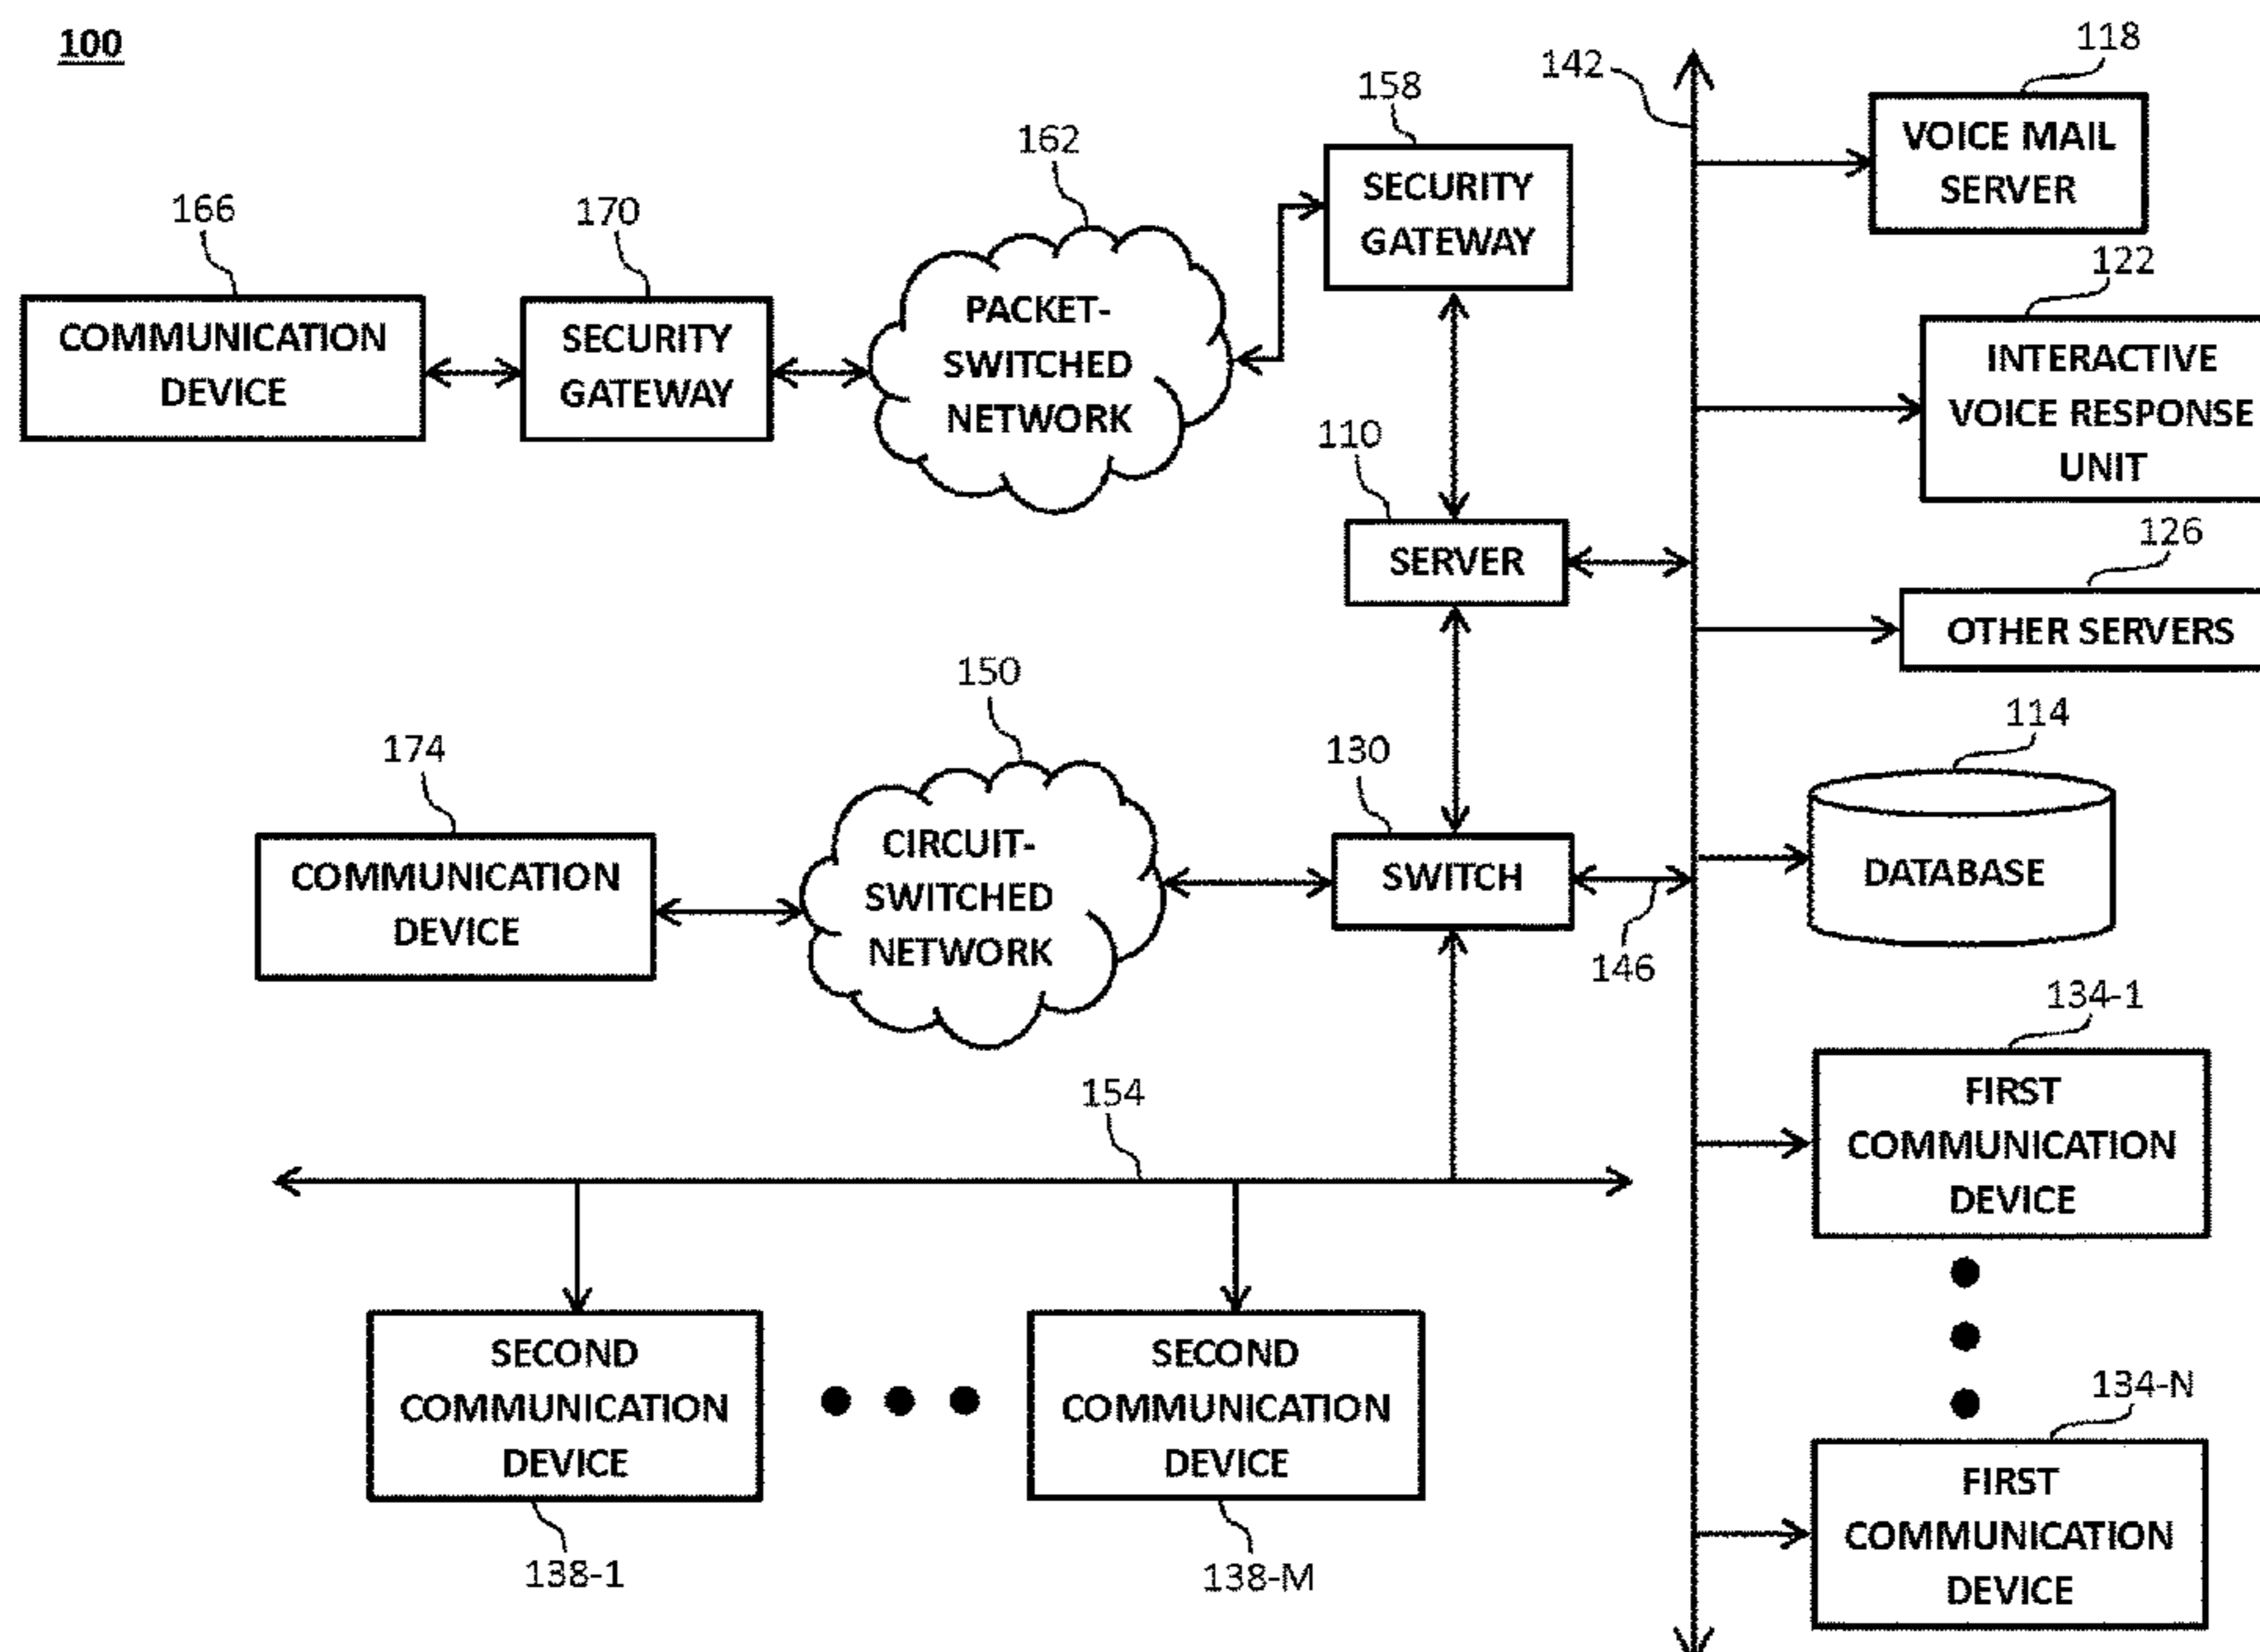 100
118
142
158
VOICE MAIL
SERVER
162
SECURITY
GATEWAY
166
170
122
COMMUNICATION
DEVICE
SECURITY
GATEWAY
PACKET-
SWITCHED
NETWORK
INTERACTIVE
VOICE RESPONSE
UNIT
110
SERVER
126
OTHER SERVERS
150
114
174
130
COMMUNICATION
DEVICE
CIRCUIT-
SWITCHED
NETWORK
SWITCH
DATABASE
146
134-1
154
FIRST
COMMUNICATION
DEVICE
SECOND
COMMUNICATION
DEVICE
SECOND
COMMUNICATION
DEVICE
134-N
FIRST
COMMUNICATION
DEVICE
138-1
138-M